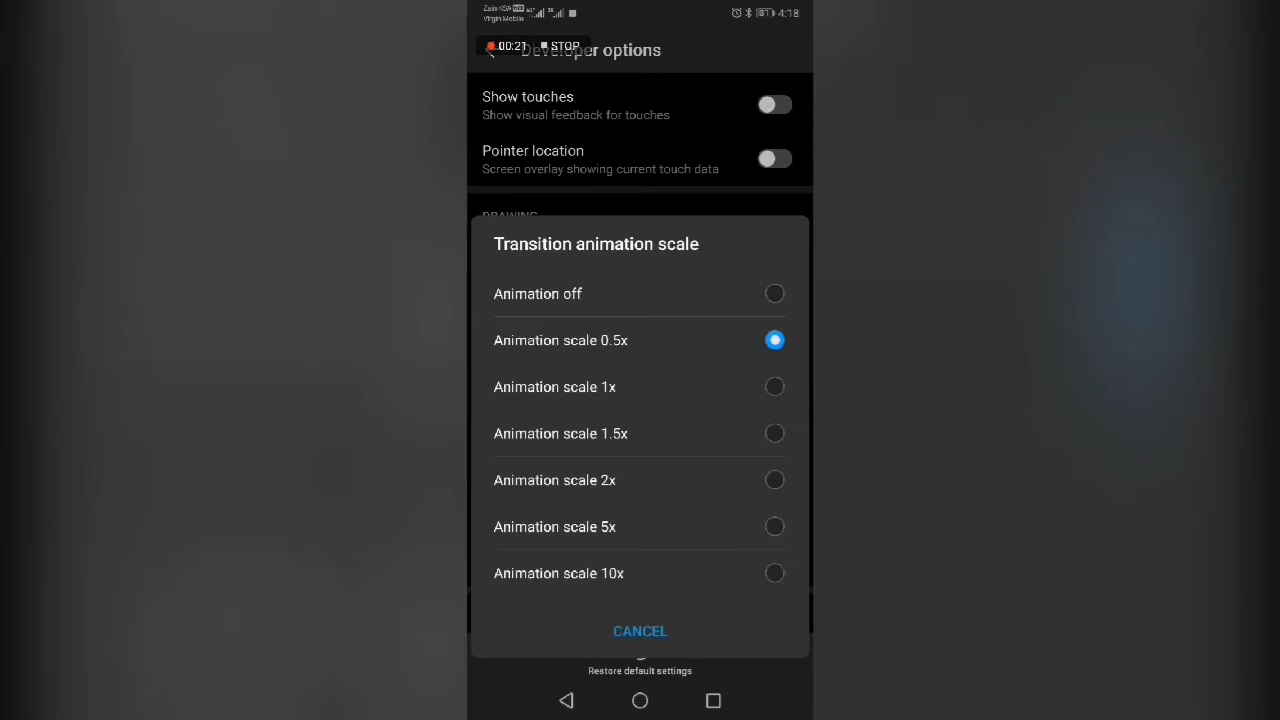 Zain KSA
Virgin Mobile
81
4:18
00:21 STOP
Developer options
Show touches
Show visual feedback for touches
Pointer location
Screen overlay showing current touch data
DRAWING
Transition animation scale
Animation off
Animation scale 0.5x
Animation scale 1x
Animation scale 1.5x
Animation scale 2x
Animation scale 5x
Animation scale 10x
CANCEL
Restore default settings